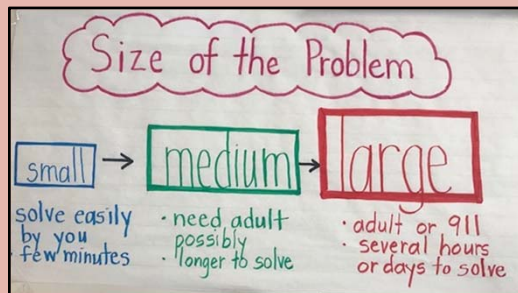 Size of the Problem
small → medium → large
solve easily
by you
· few minutes
· need adult
possibly
· longer to solve
· adult or 911
· several hours
or days to solve